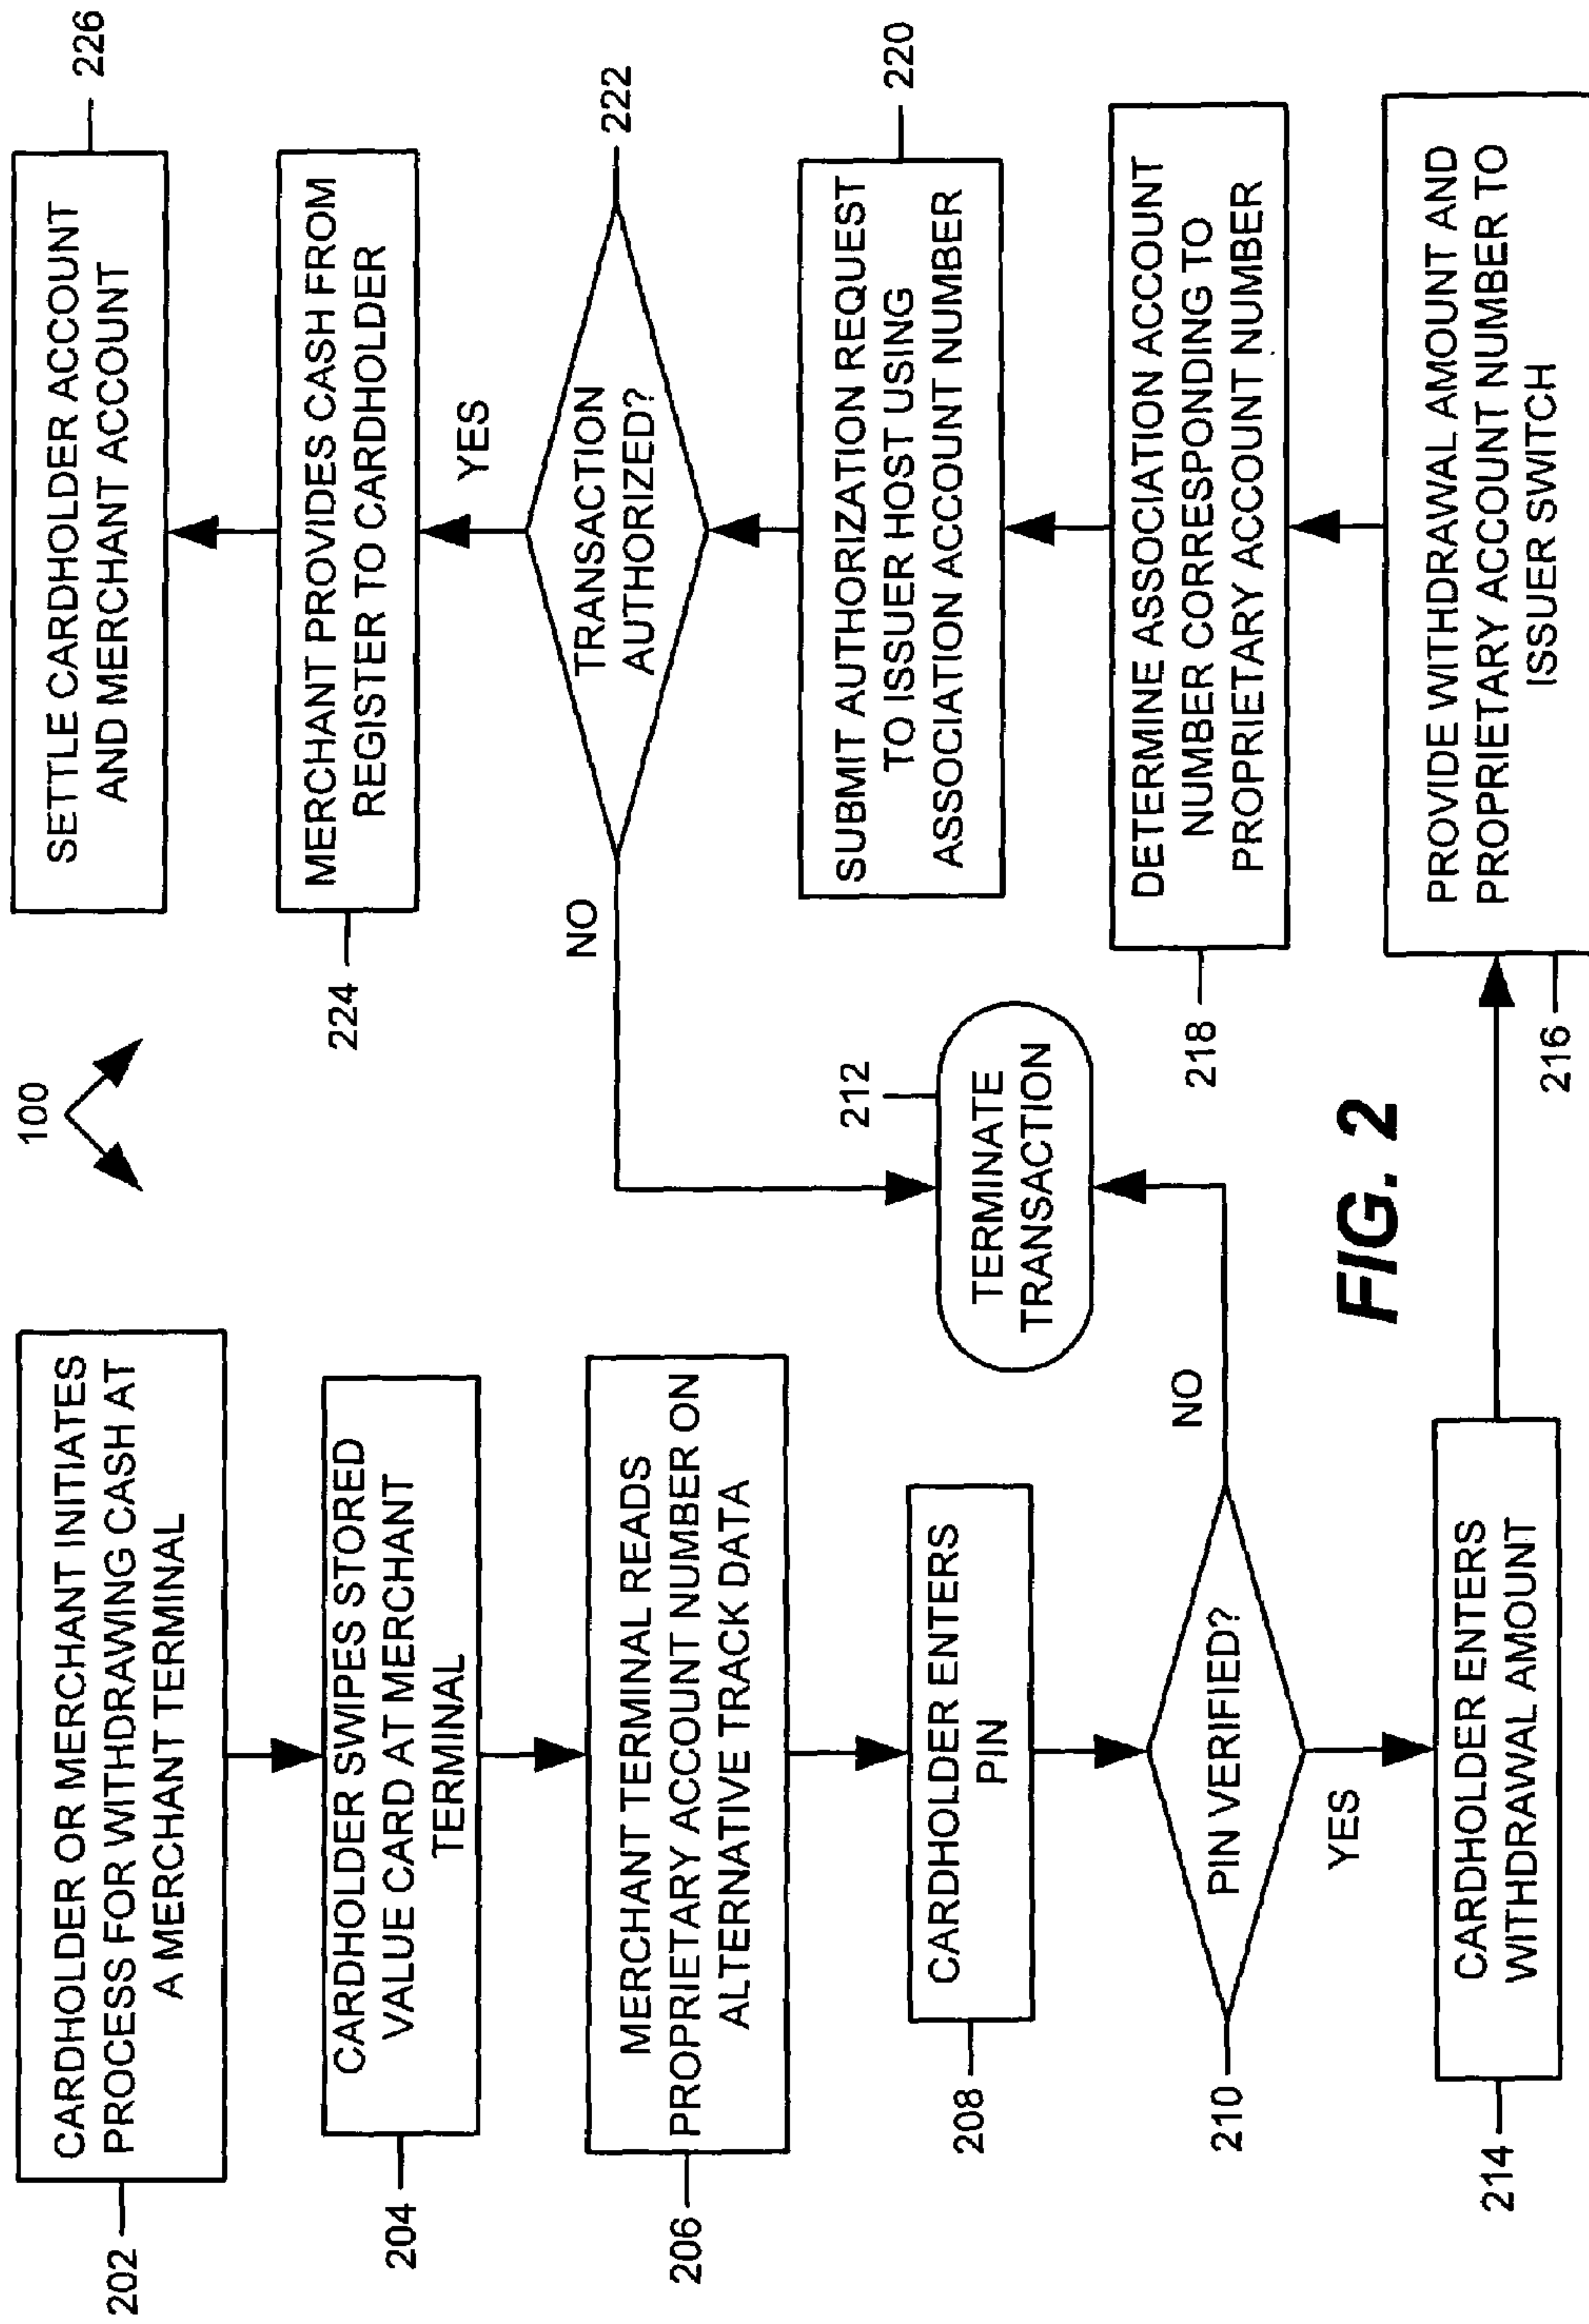 100
CARDHOLDER OR MERCHANT INITIATES
PROCESS FOR WITHDRAWING CASH AT
A MERCHANT TERMINAL
202
CARDHOLDER SWIPES STORED
VALUE CARD AT MERCHANT
TERMINAL
204
MERCHANT TERMINAL READS
PROPRIETARY ACCOUNT NUMBER ON
ALTERNATIVE TRACK DATA
206
CARDHOLDER ENTERS
PIN
208
PIN VERIFIED?
210
NO
YES
TERMINATE
TRANSACTION
212
CARDHOLDER ENTERS
WITHDRAWAL AMOUNT
214
PROVIDE WITHDRAWAL AMOUNT AND
PROPRIETARY ACCOUNT NUMBER TO
ISSUER SWITCH
216
DETERMINE ASSOCIATION ACCOUNT
NUMBER CORRESPONDING TO
PROPRIETARY ACCOUNT NUMBER
218
SUBMIT AUTHORIZATION REQUEST
TO ISSUER HOST USING
ASSOCIATION ACCOUNT NUMBER
220
TRANSACTION
AUTHORIZED?
222
NO
YES
MERCHANT PROVIDES CASH FROM
REGISTER TO CARDHOLDER
224
SETTLE CARDHOLDER ACCOUNT
AND MERCHANT ACCOUNT
226
FIG. 2